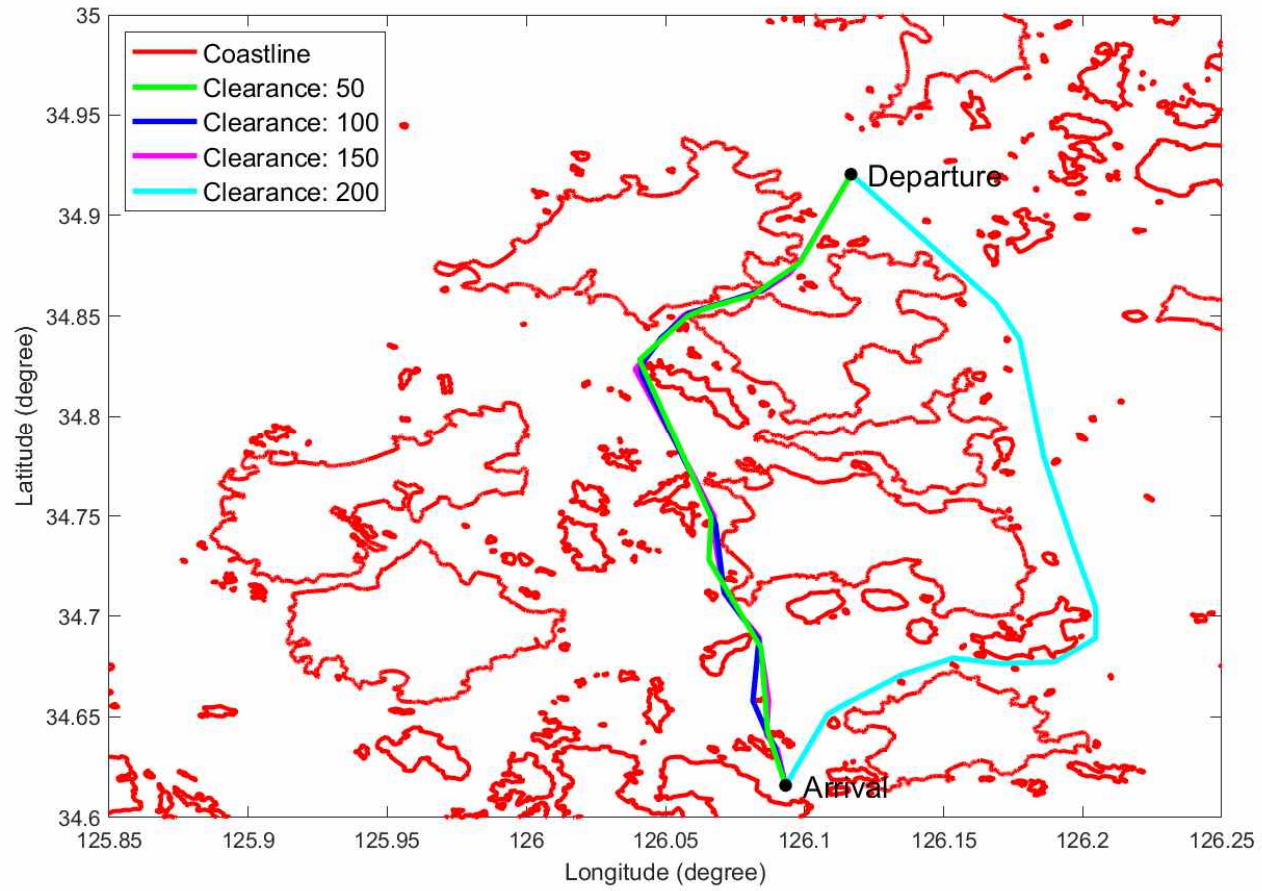 35
34.95
34.9
34.85
34.8
34.75
34.7
34.65
34.6
Latitude (degree)
Coastline
Clearance: 50
Clearance: 100
Clearance: 150
Clearance: 200
Departure
Arrival
125.85 125.9 125.95 126 126.05 126.1 126.15 126.2 126.25
Longitude (degree)